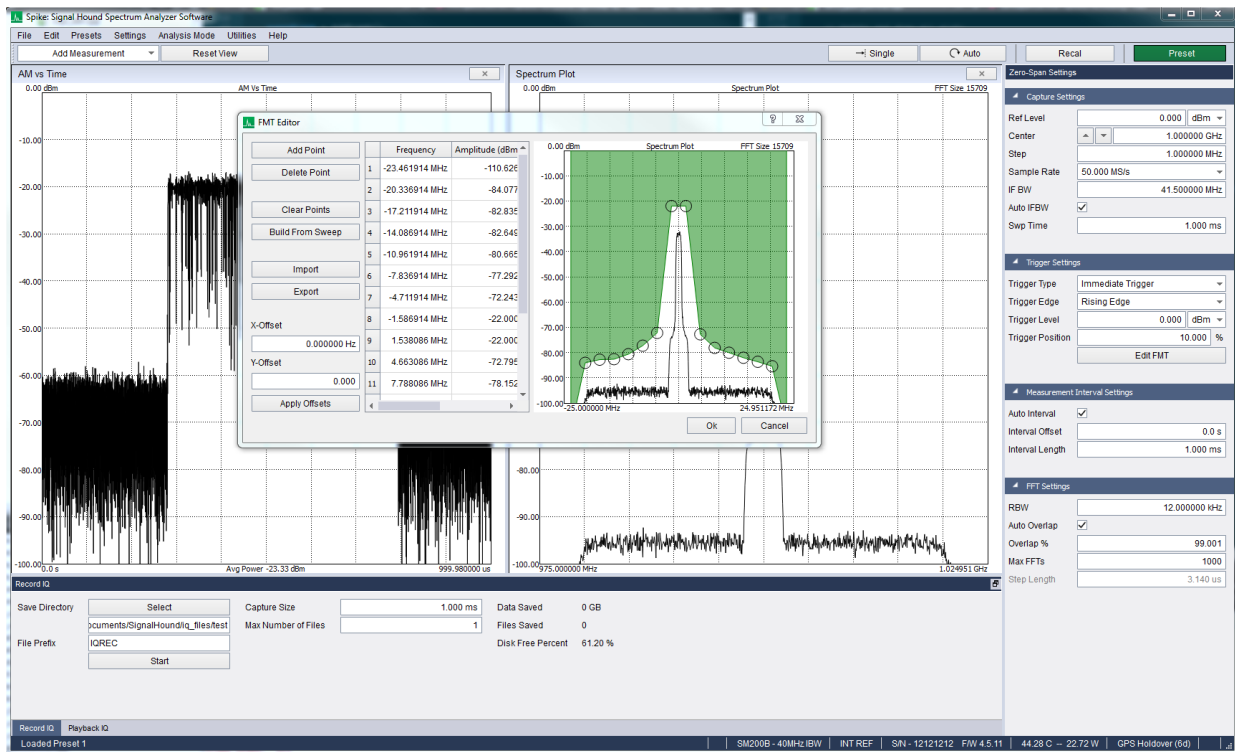 Spike: Signal Hound Spectrum Analyzer Software
File Edit Presets Settings Analysis Mode Utilities Help
Add Measurement Reset View Single Auto Recal Preset
AM vs Time
0.00 dBm AM Vs Time
-10.00
-20.00
-30.00
-40.00
-50.00
-60.00
-70.00
-80.00
-90.00
-100.00 0.0 s Avg Power -23.33 dBm 999.980000 us
Spectrum Plot
0.00 dBm Spectrum Plot FFT Size 15709
-80.00
-90.00
-100.00 975.000000 MHz 1.024951 GHz
FMT Editor
Add Point
Delete Point
Clear Points
Build From Sweep
Import
Export
X-Offset
0.000000 Hz
Y-Offset
0.000
Apply Offsets
Frequency Amplitude (dBm
1 -23.461914 MHz -110.626
2 -20.336914 MHz -84.077
3 -17.211914 MHz -82.835
4 -14.086914 MHz -82.649
5 -10.961914 MHz -80.665
6 -7.836914 MHz -77.292
7 -4.711914 MHz -72.243
8 -1.586914 MHz -22.000
9 1.538086 MHz -22.000
10 4.663086 MHz -72.795
11 7.788086 MHz -78.152
0.00 dBm Spectrum Plot FFT Size 15709
-10.00
-20.00
-30.00
-40.00
-50.00
-60.00
-70.00
-80.00
-90.00
-100.00 -25.000000 MHz 24.951172 MHz
Ok Cancel
Zero-Span Settings
Capture Settings
Ref Level 0.000 dBm
Center 1.000000 GHz
Step 1.000000 MHz
Sample Rate 50.000 MS/s
IF BW 41.500000 MHz
Auto IFBW
Swp Time 1.000 ms
Trigger Settings
Trigger Type Immediate Trigger
Trigger Edge Rising Edge
Trigger Level 0.000 dBm
Trigger Position 10.000 %
Edit FMT
Measurement Interval Settings
Auto Interval
Interval Offset 0.0 s
Interval Length 1.000 ms
FFT Settings
RBW 12.000000 kHz
Auto Overlap
Overlap % 99.001
Max FFTs 1000
Step Length 3.140 us
Record IQ
Save Directory Select Capture Size 1.000 ms Data Saved 0 GB
ocuments/SignalHound/iq_files/test Max Number of Files 1 Files Saved 0
File Prefix IQREC Disk Free Percent 61.20 %
Start
Record IQ Playback IQ
Loaded Preset 1 SM200B - 40MHz IBW INT REF S/N - 12121212 F/W 4.5.11 44.28 C -- 22.72 W GPS Holdover (6d)